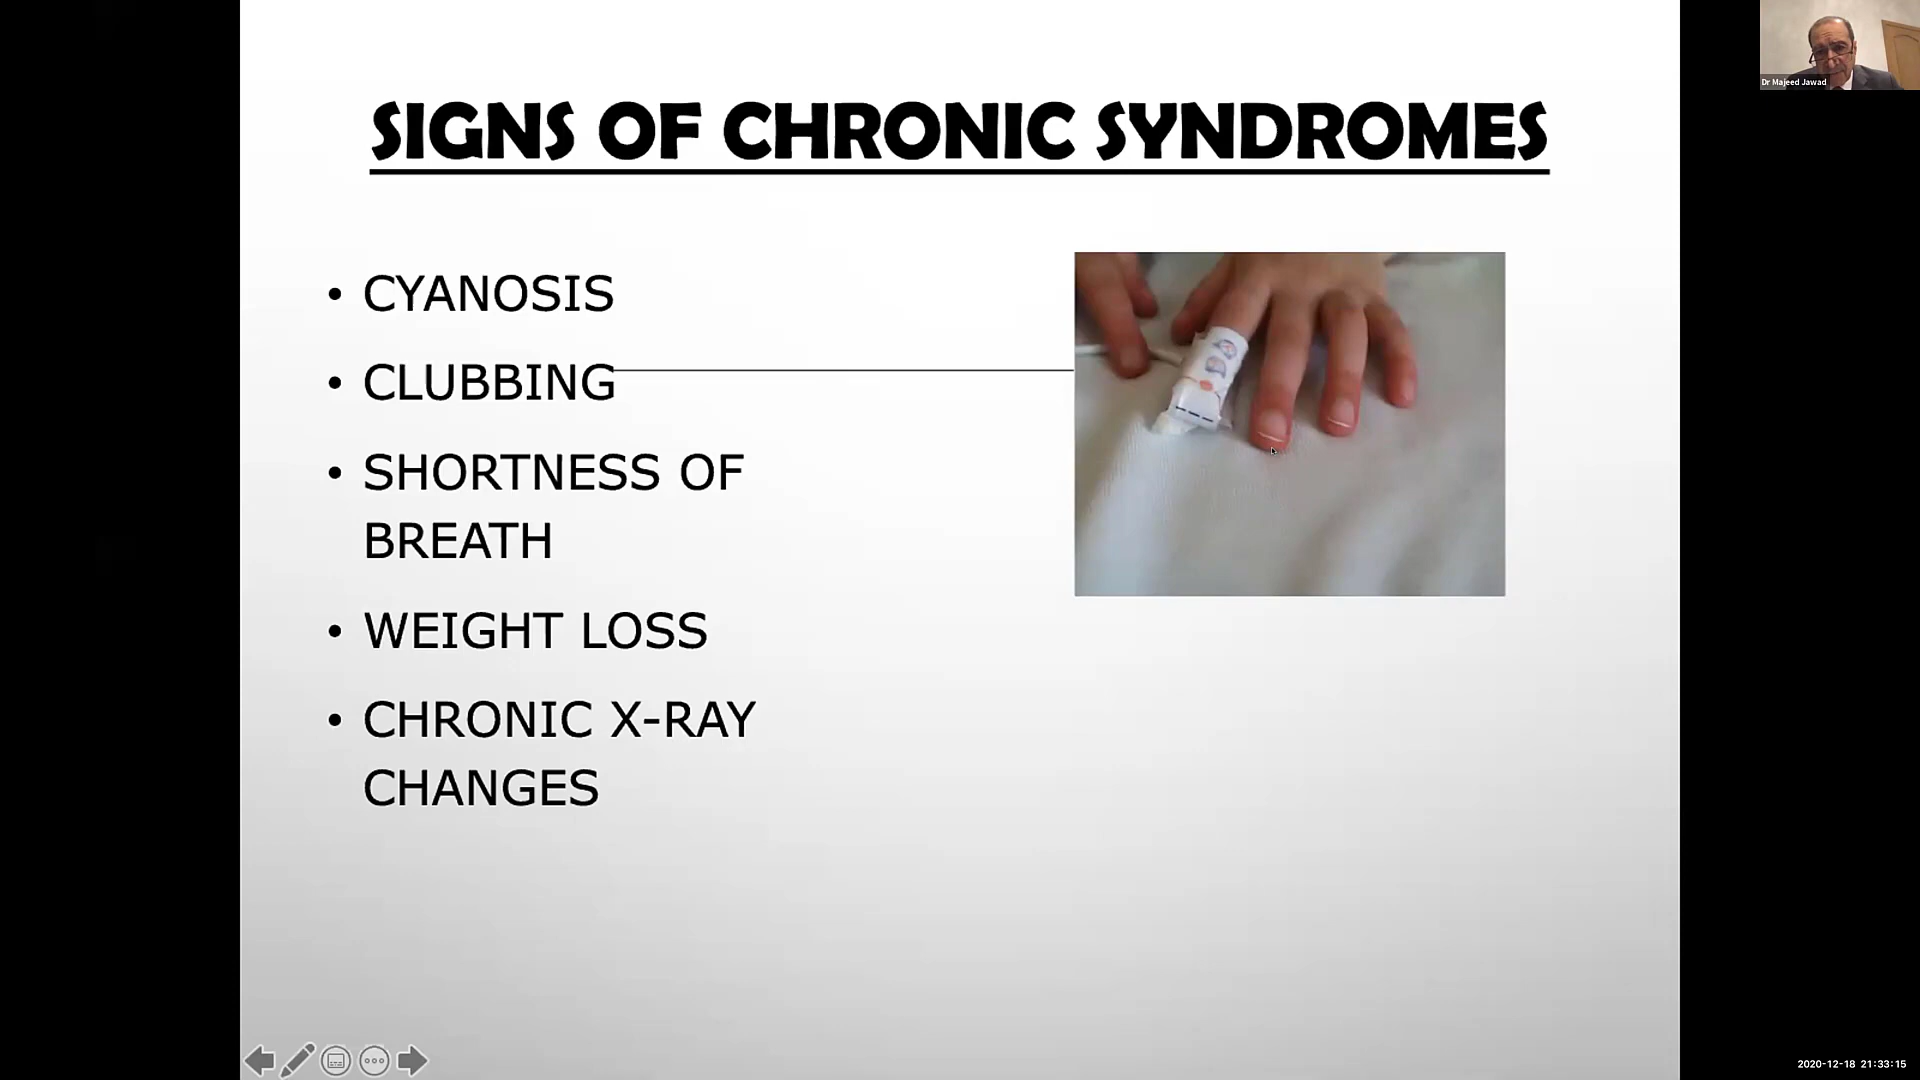 Dr Majeed Jawad
SIGNS OF CHRONIC SYNDROMES
• CYANOSIS
• CLUBBING
• SHORTNESS OF
BREATH
• WEIGHT LOSS
• CHRONIC X-RAY
CHANGES
2020-12-18 21:33:15